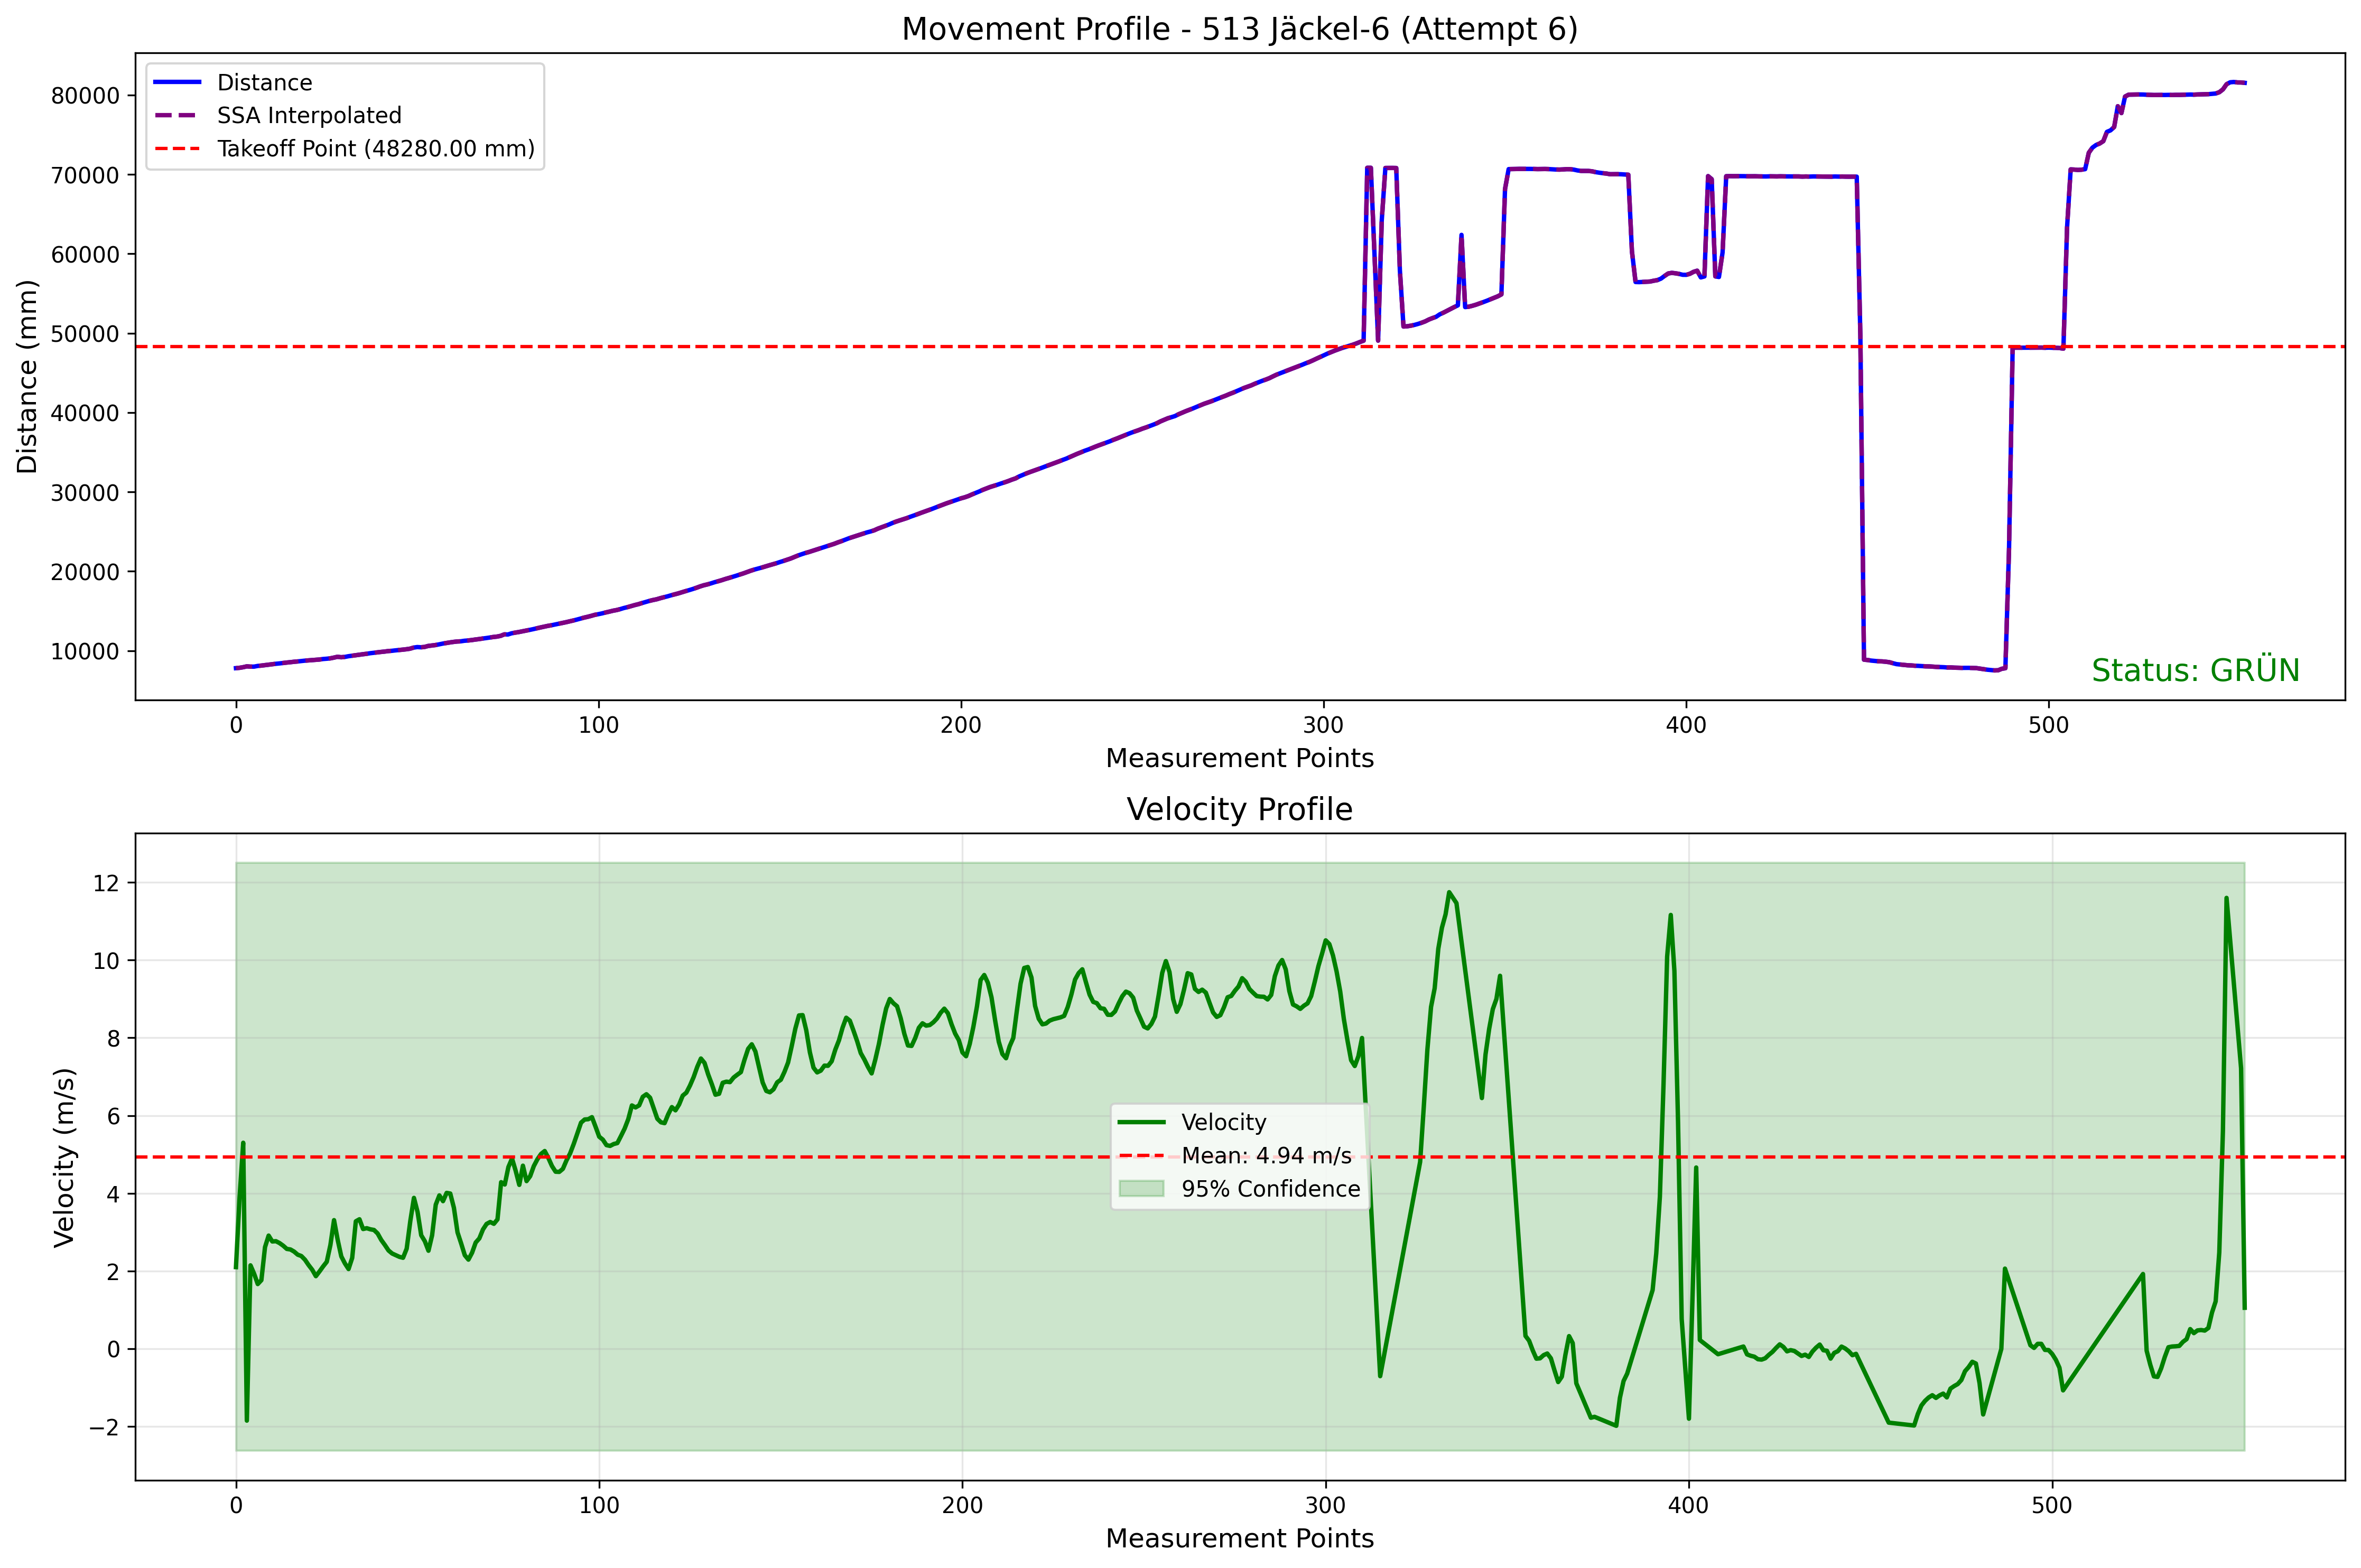 Movement Profile - 513 Jäckel-6 (Attempt 6)
Distance
SSA Interpolated
Takeoff Point (48280.00 mm)
Distance (mm)
80000
70000
60000
50000
40000
30000
20000
10000
Status: GRÜN
0 100 200 300 400 500
Measurement Points
Velocity Profile
Velocity (m/s)
12
10
8
6
4
2
0
−2
Velocity
Mean: 4.94 m/s
95% Confidence
0 100 200 300 400 500
Measurement Points